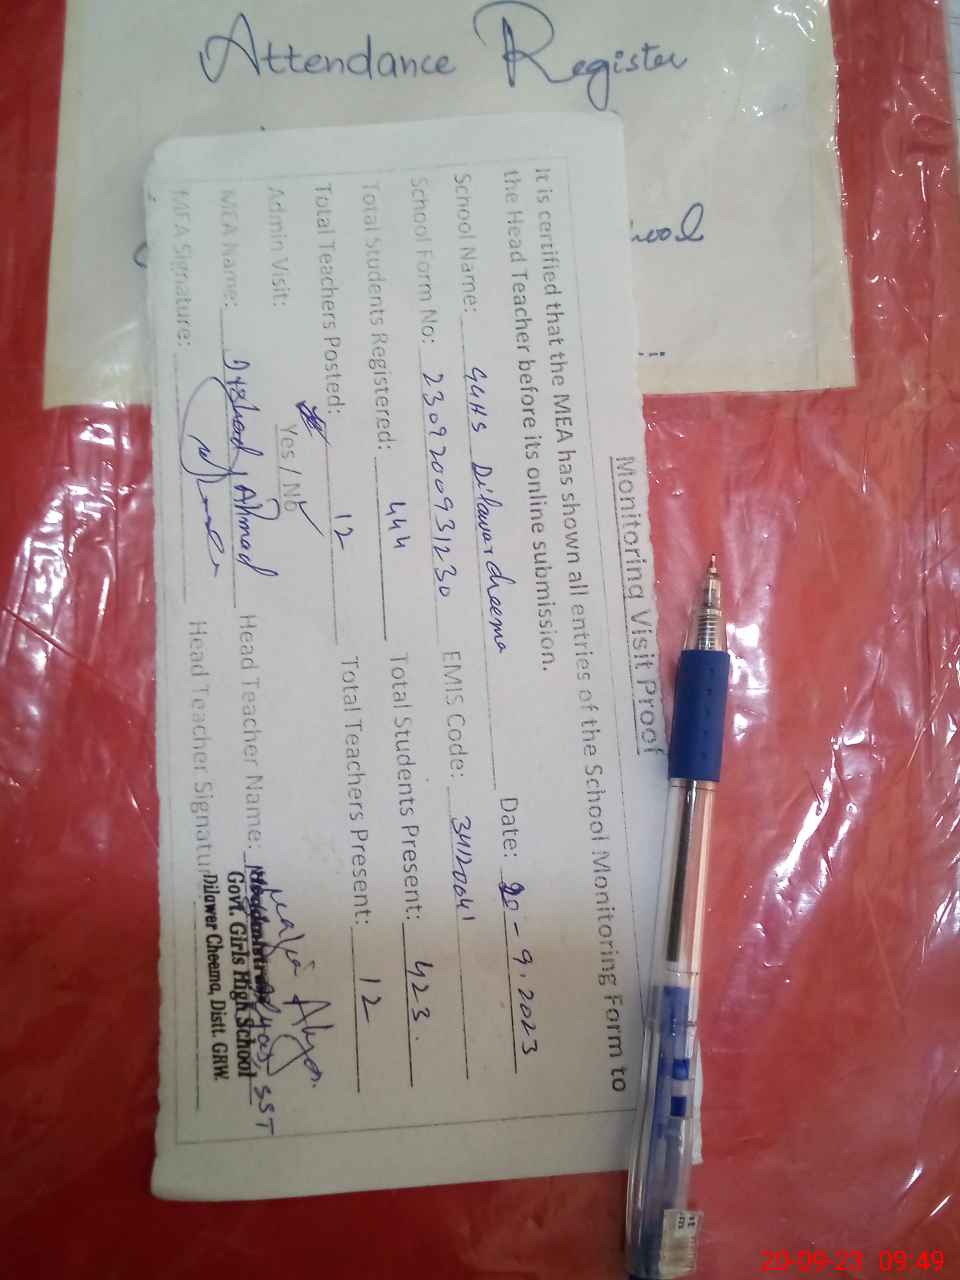 Attendance Register
Monitoring Visit Proof
It is certified that the MEA has shown all entries of the School Monitoring Form to
the Head Teacher before its online submission.
School Name: GGHS Dilawar cheema Date: 20-9.2023
School Form No: 2309200931230 EMIS Code: 34120641
Total Students Registered: 444 Total Students Present: 423.
Total Teachers Posted: 12 Total Teachers Present: 12
Admin Visit: Yes / No
MEA Name: Irshad Ahmad Head Teacher Name:
MEA Signature: Head Teacher Signatur
SST
Govt. Girls High School
Dilawer Cheema, Distt. GRW.
20-09-23 09:49